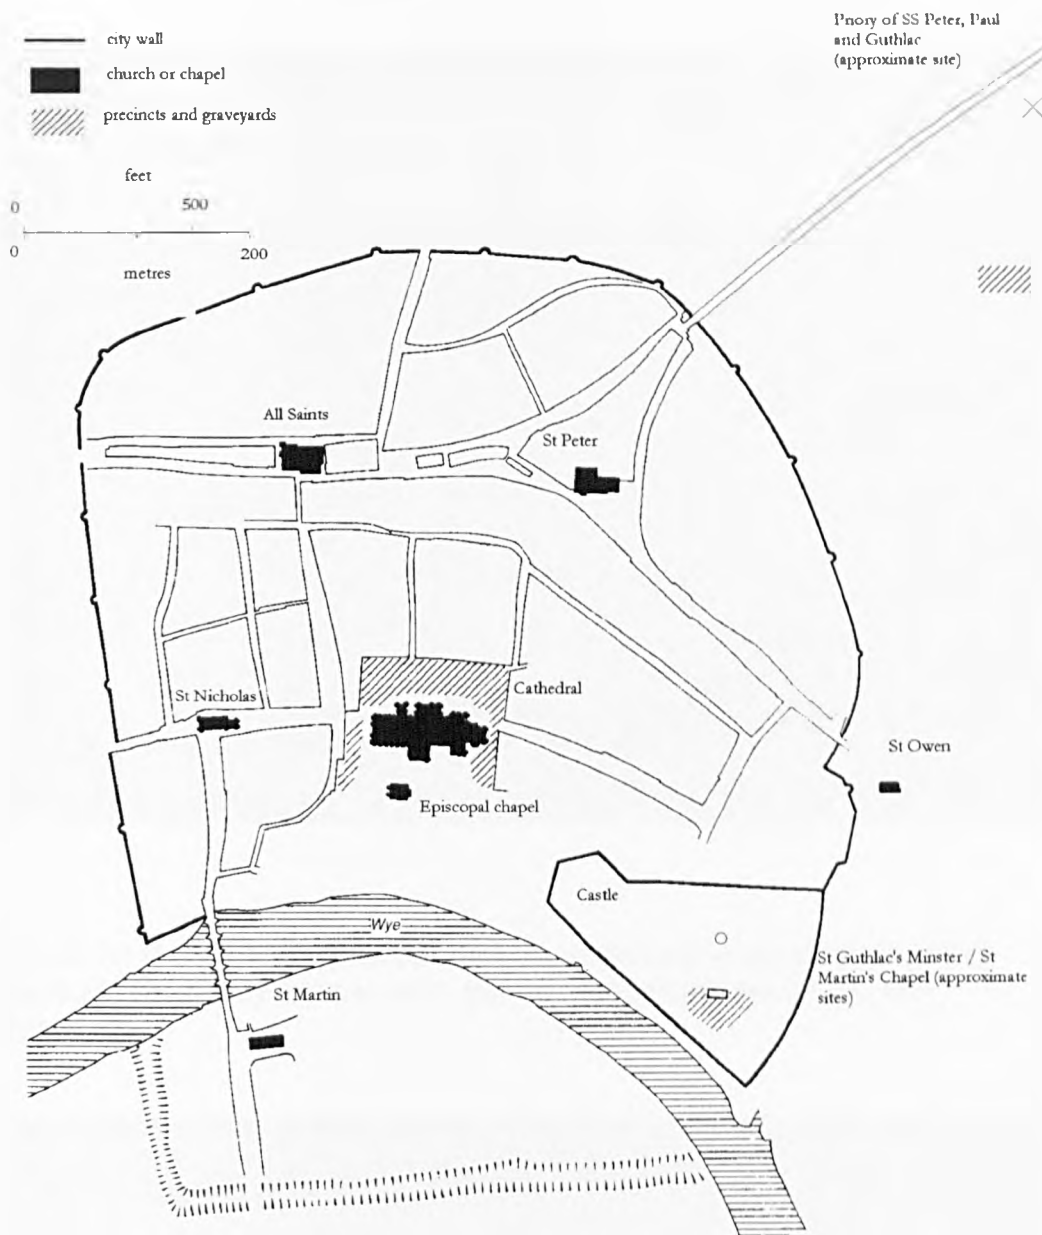 city wall
church or chapel
precincts and graveyards
feet
0 500
0 200
metres
Priory of SS Peter, Paul
and Guthlac
(approximate site)
All Saints
St Peter
St Nicholas
Cathedral
St Owen
Episcopal chapel
Castle
Wye
St Guthlac's Minster / St
Martin's Chapel (approximate
sites)
St Martin